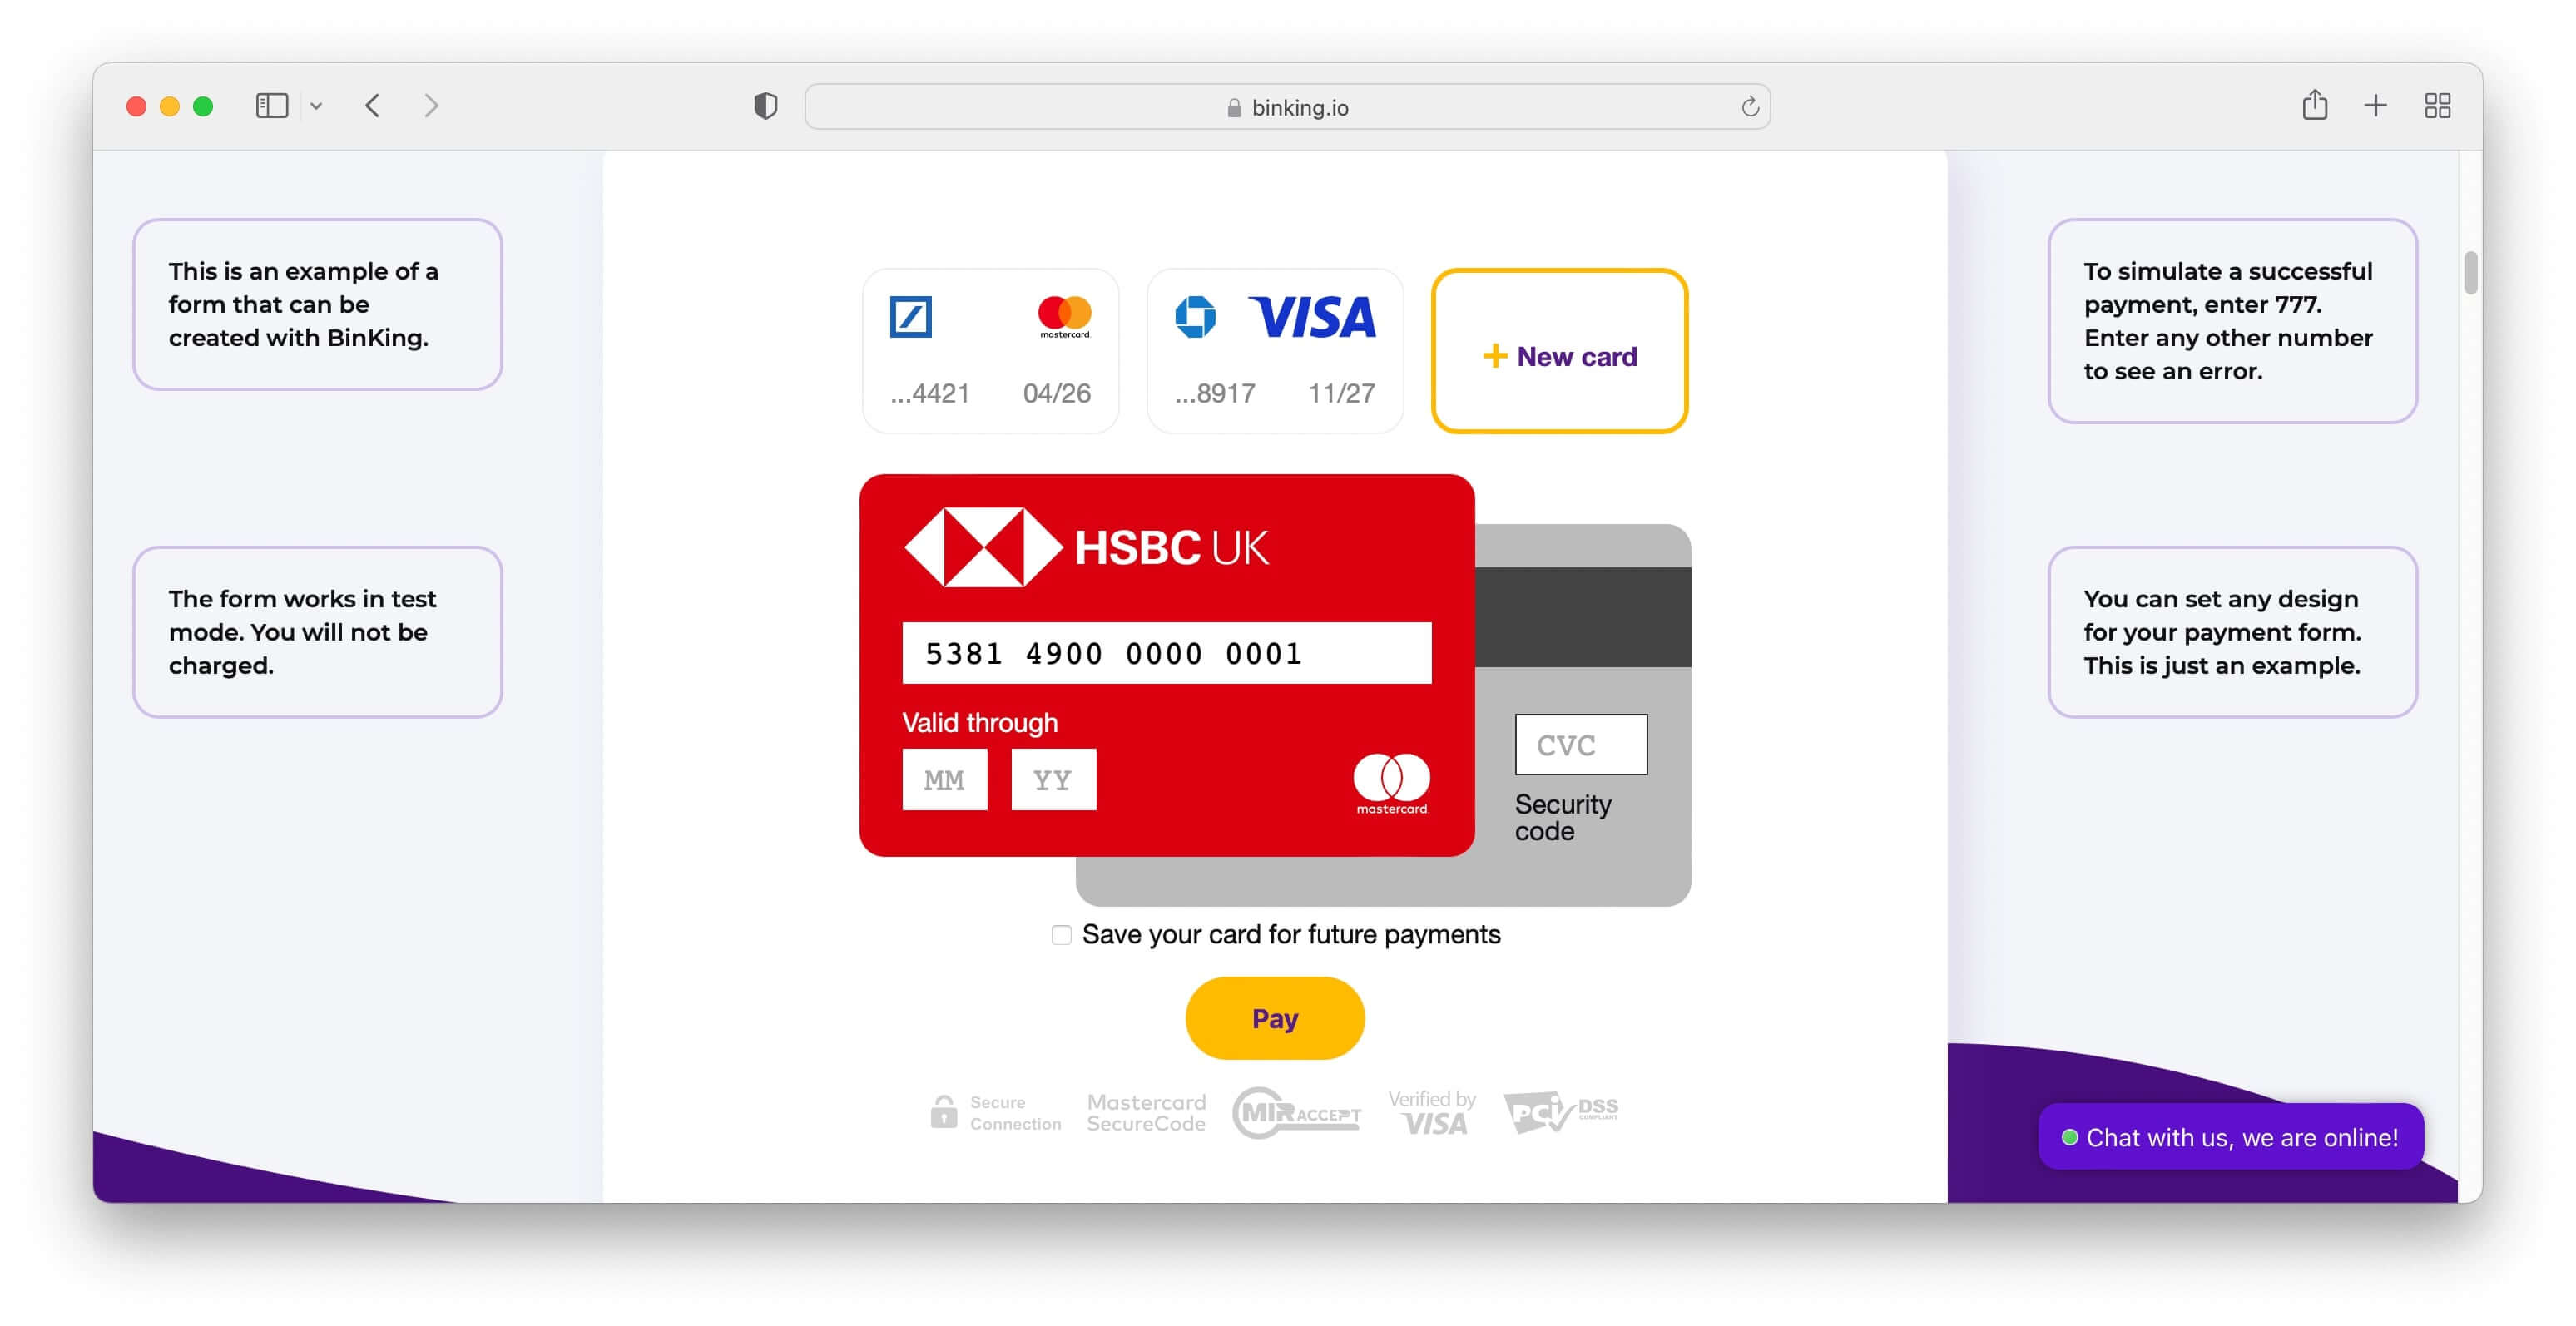 binking.io
This is an example of a
form that can be
created with BinKing.
The form works in test
mode. You will not be
charged.
mastercard.
...4421 04/26
VISA
...8917 11/27
+ New card
HSBC UK
5381 4900 0000 0001
Valid through
MM YY
mastercard.
CVC
Security
code
Save your card for future payments
Pay
Secure
Connection
Mastercard
SecureCode
MIR ACCEPT
Verified by
VISA
PCI DSS
COMPLIANT
To simulate a successful
payment, enter 777.
Enter any other number
to see an error.
You can set any design
for your payment form.
This is just an example.
Chat with us, we are online!